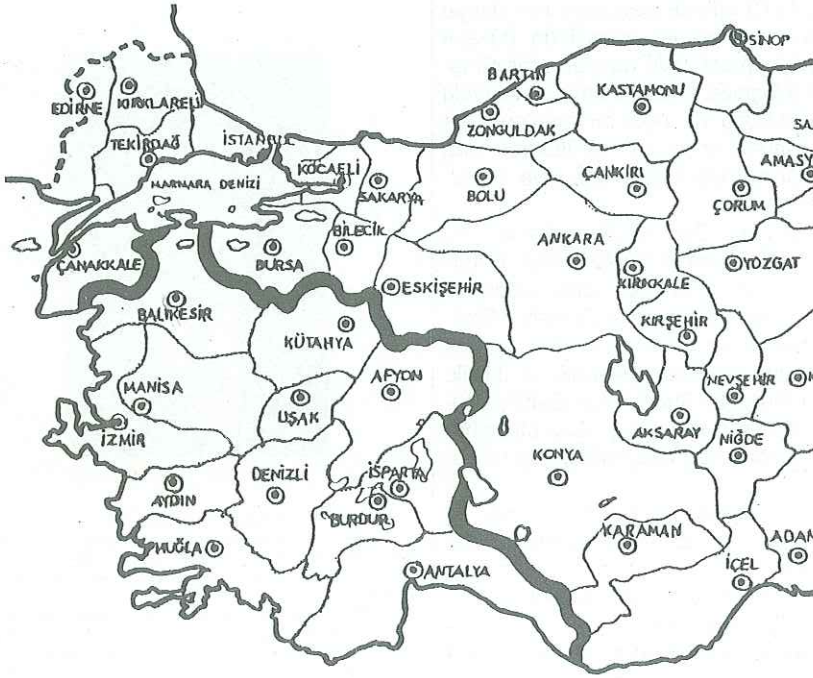 SİNOP
BARTIN
KASTAMONU
EDİRNE
KIRKLARELİ
ZONGULDAK
TEKİRDAĞ
İSTANBUL
KOCAELİ
AMASY
MARMARA DENİZİ
SAKARYA
BOLU
ÇANKIRI
ÇORUM
BİLECİK
ANKARA
ÇANAKKALE
BURSA
KIRIKKALE
YOZGAT
ESKİŞEHİR
BALIKESİR
KIRŞEHİR
KÜTAHYA
MANİSA
AFYON
NEVŞEHİR
UŞAK
AKSARAY
İZMİR
NİĞDE
DENİZLİ
İSPARTA
KONYA
AYDIN
BURDUR
KARAMAN
MUĞLA
İÇEL
ADAN
ANTALYA